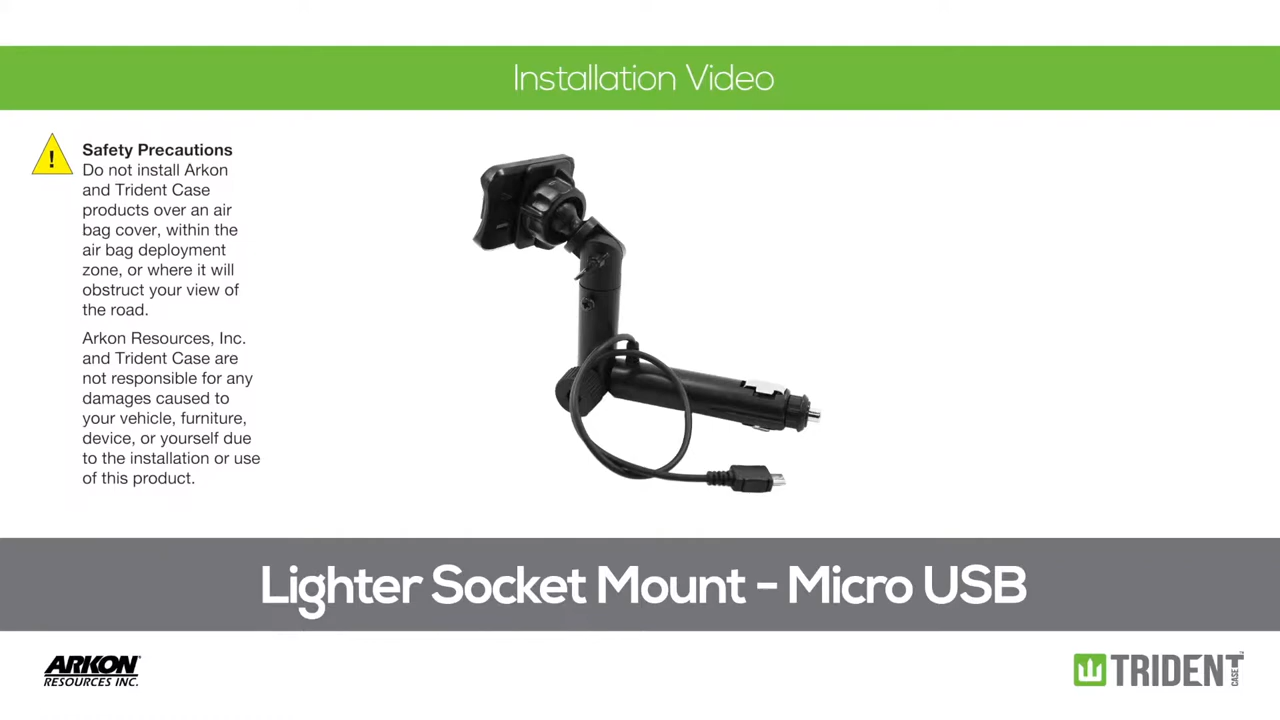 Installation Video
!
Safety Precautions
Do not install Arkon
and Trident Case
products over an air
bag cover, within the
air bag deployment
zone, or where it will
obstruct your view of
the road.
Arkon Resources, Inc.
and Trident Case are
not responsible for any
damages caused to
your vehicle, furniture,
device, or yourself due
to the installation or use
of this product.
Lighter Socket Mount - Micro USB
ARKON
RESOURCES INC.
TRIDENT
CASE